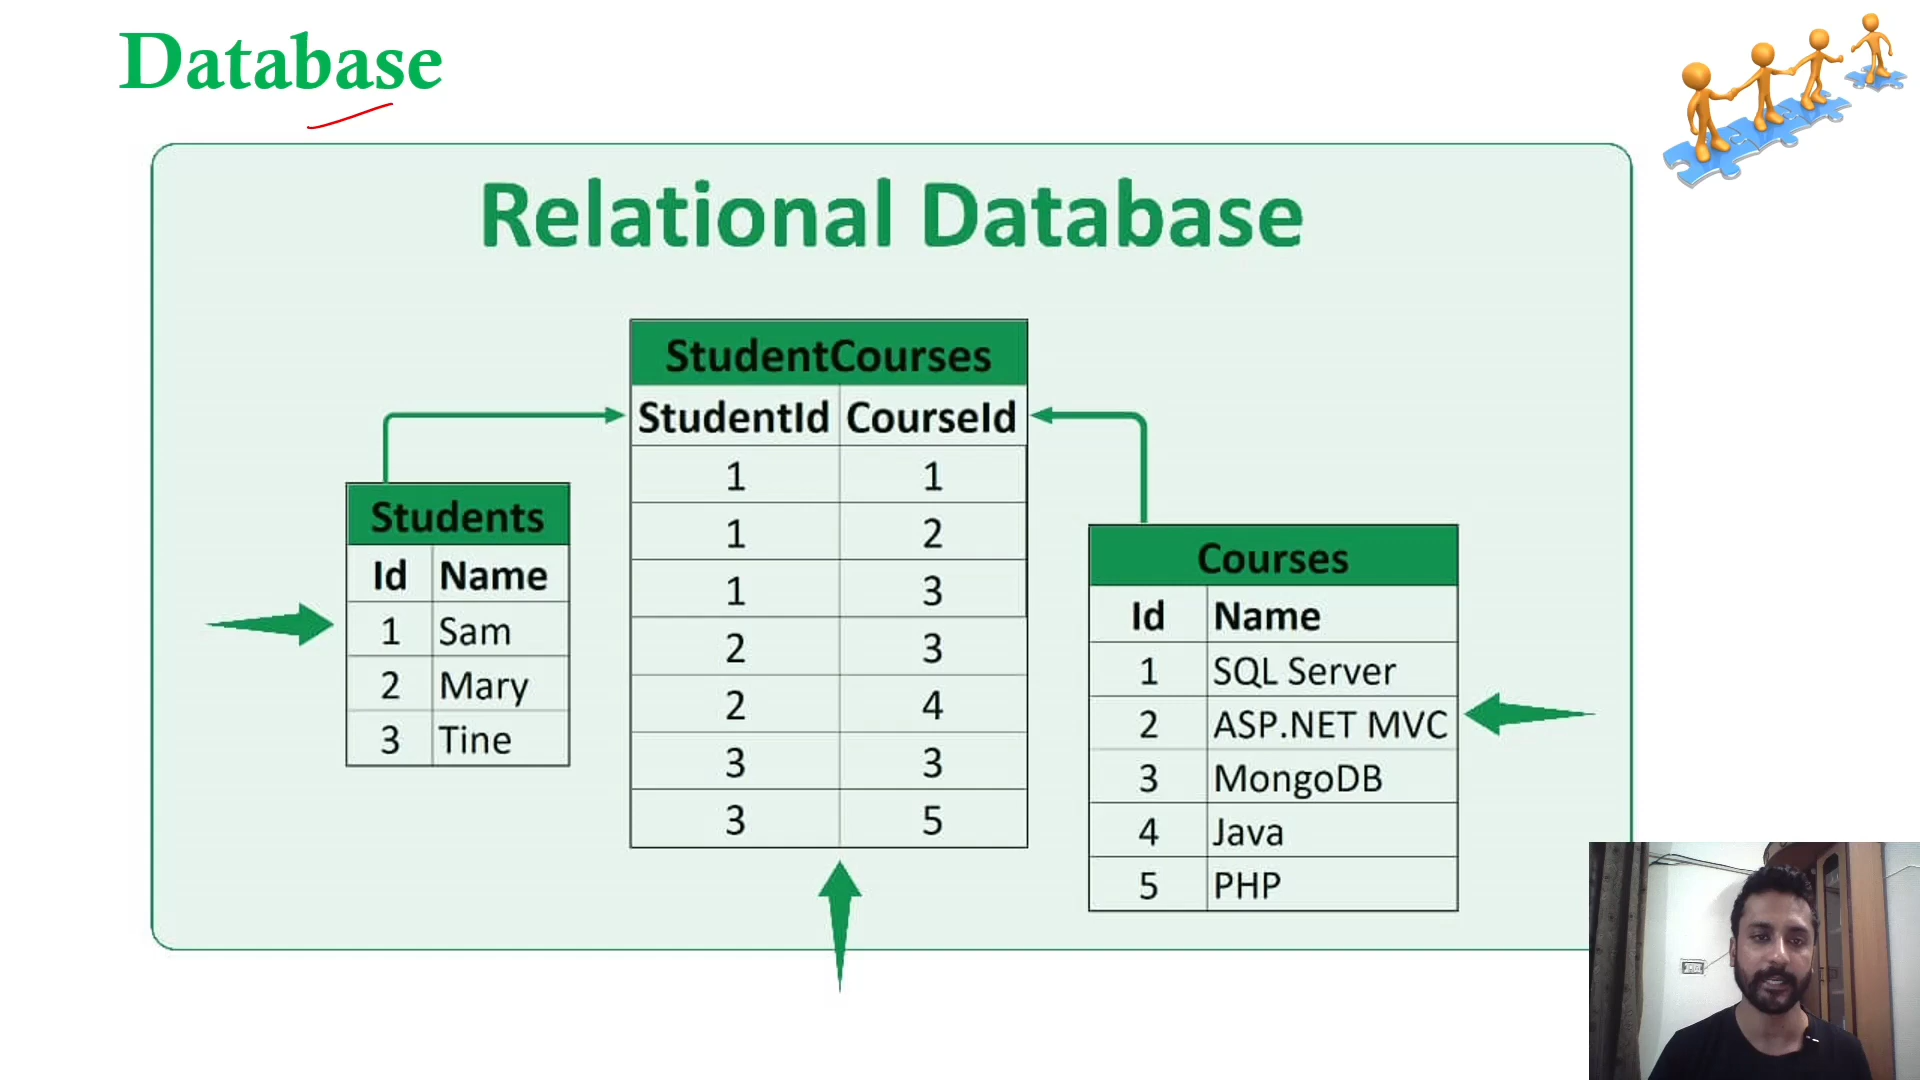 Database
Relational Database
StudentCourses
StudentId CourseId
1 1
1 2
1 3
2 3
2 4
3 3
3 5
Students
Id Name
1 Sam
2 Mary
3 Tine
Courses
Id Name
1 SQL Server
2 ASP.NET MVC
3 MongoDB
4 Java
5 PHP